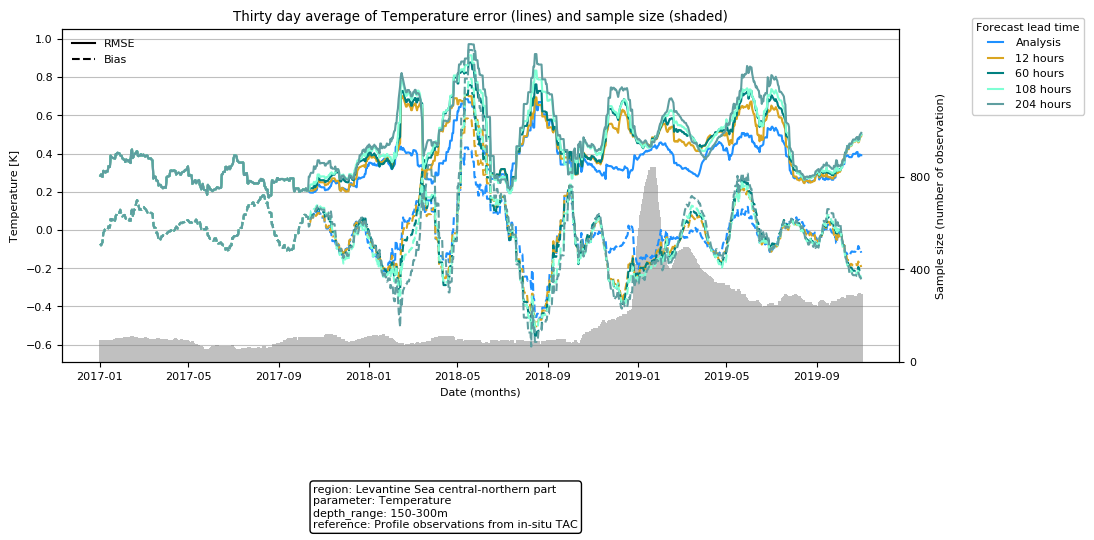 Thirty day average of Temperature error (lines) and sample size (shaded)
Forecast lead time
Analysis
12 hours
60 hours
108 hours
204 hours
RMSE
Bias
1.0
0.8
0.6
0.4
0.2
0.0
−0.2
−0.4
−0.6
Temperature [K]
800
400
0
Sample size (number of observation)
2017-01
2017-05
2017-09
2018-01
2018-05
2018-09
2019-01
2019-05
2019-09
Date (months)
region: Levantine Sea central-northern part
parameter: Temperature
depth_range: 150-300m
reference: Profile observations from in-situ TAC